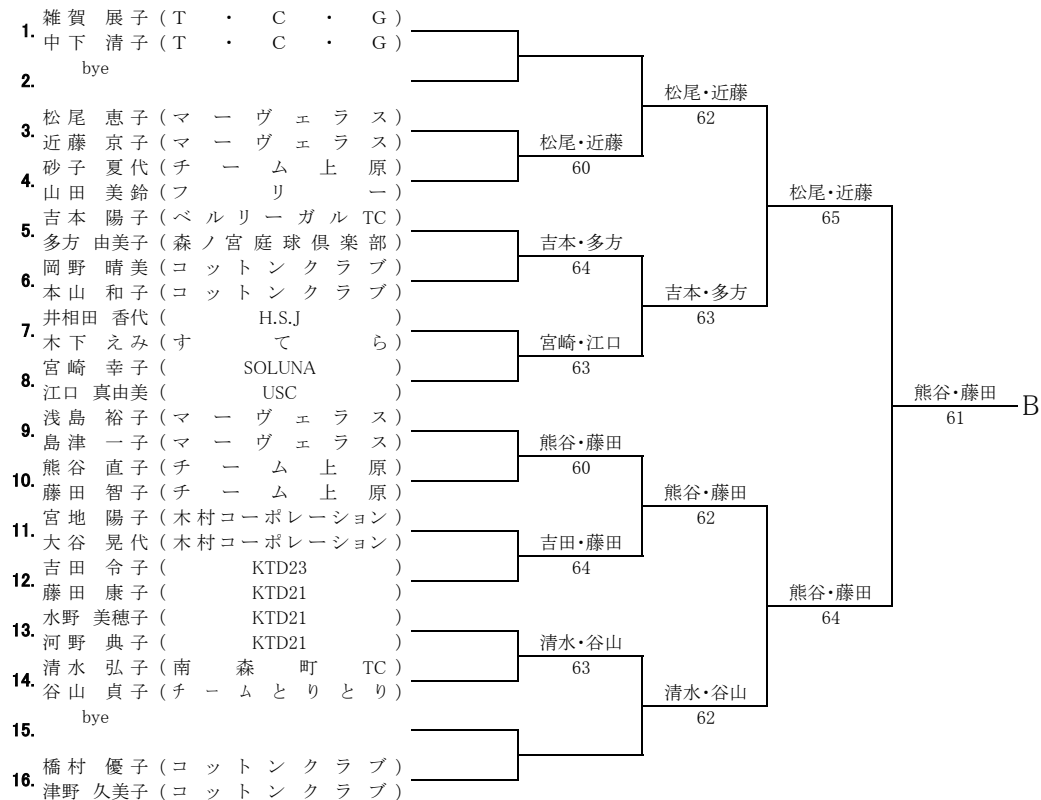 1. 雑賀 展子(T・C・G)
中下 清子(T・C・G)
2. bye
3. 松尾 恵子(マーヴェラス)
近藤 京子(マーヴェラス)
4. 砂子 夏代(チーム上原)
山田 美鈴(フリー)
5. 吉本 陽子(ベルリーガルTC)
多方 由美子(森ノ宮庭球倶楽部)
6. 岡野 晴美(コットンクラブ)
本山 和子(コットンクラブ)
7. 井相田 香代(H.S.J)
木下 えみ(すてら)
8. 宮崎 幸子(SOLUNA)
江口 真由美(USC)
9. 浅島 裕子(マーヴェラス)
島津 一子(マーヴェラス)
10. 熊谷 直子(チーム上原)
藤田 智子(チーム上原)
11. 宮地 陽子(木村コーポレーション)
大谷 晃代(木村コーポレーション)
12. 吉田 令子(KTD23)
藤田 康子(KTD21)
13. 水野 美穂子(KTD21)
河野 典子(KTD21)
14. 清水 弘子(南森町TC)
谷山 貞子(チームとりとり)
15. bye
16. 橋村 優子(コットンクラブ)
津野 久美子(コットンクラブ)
松尾・近藤
60
吉本・多方
64
宮崎・江口
63
熊谷・藤田
60
吉田・藤田
64
清水・谷山
63
松尾・近藤
62
吉本・多方
63
熊谷・藤田
62
清水・谷山
62
松尾・近藤
65
熊谷・藤田
64
熊谷・藤田
61
B